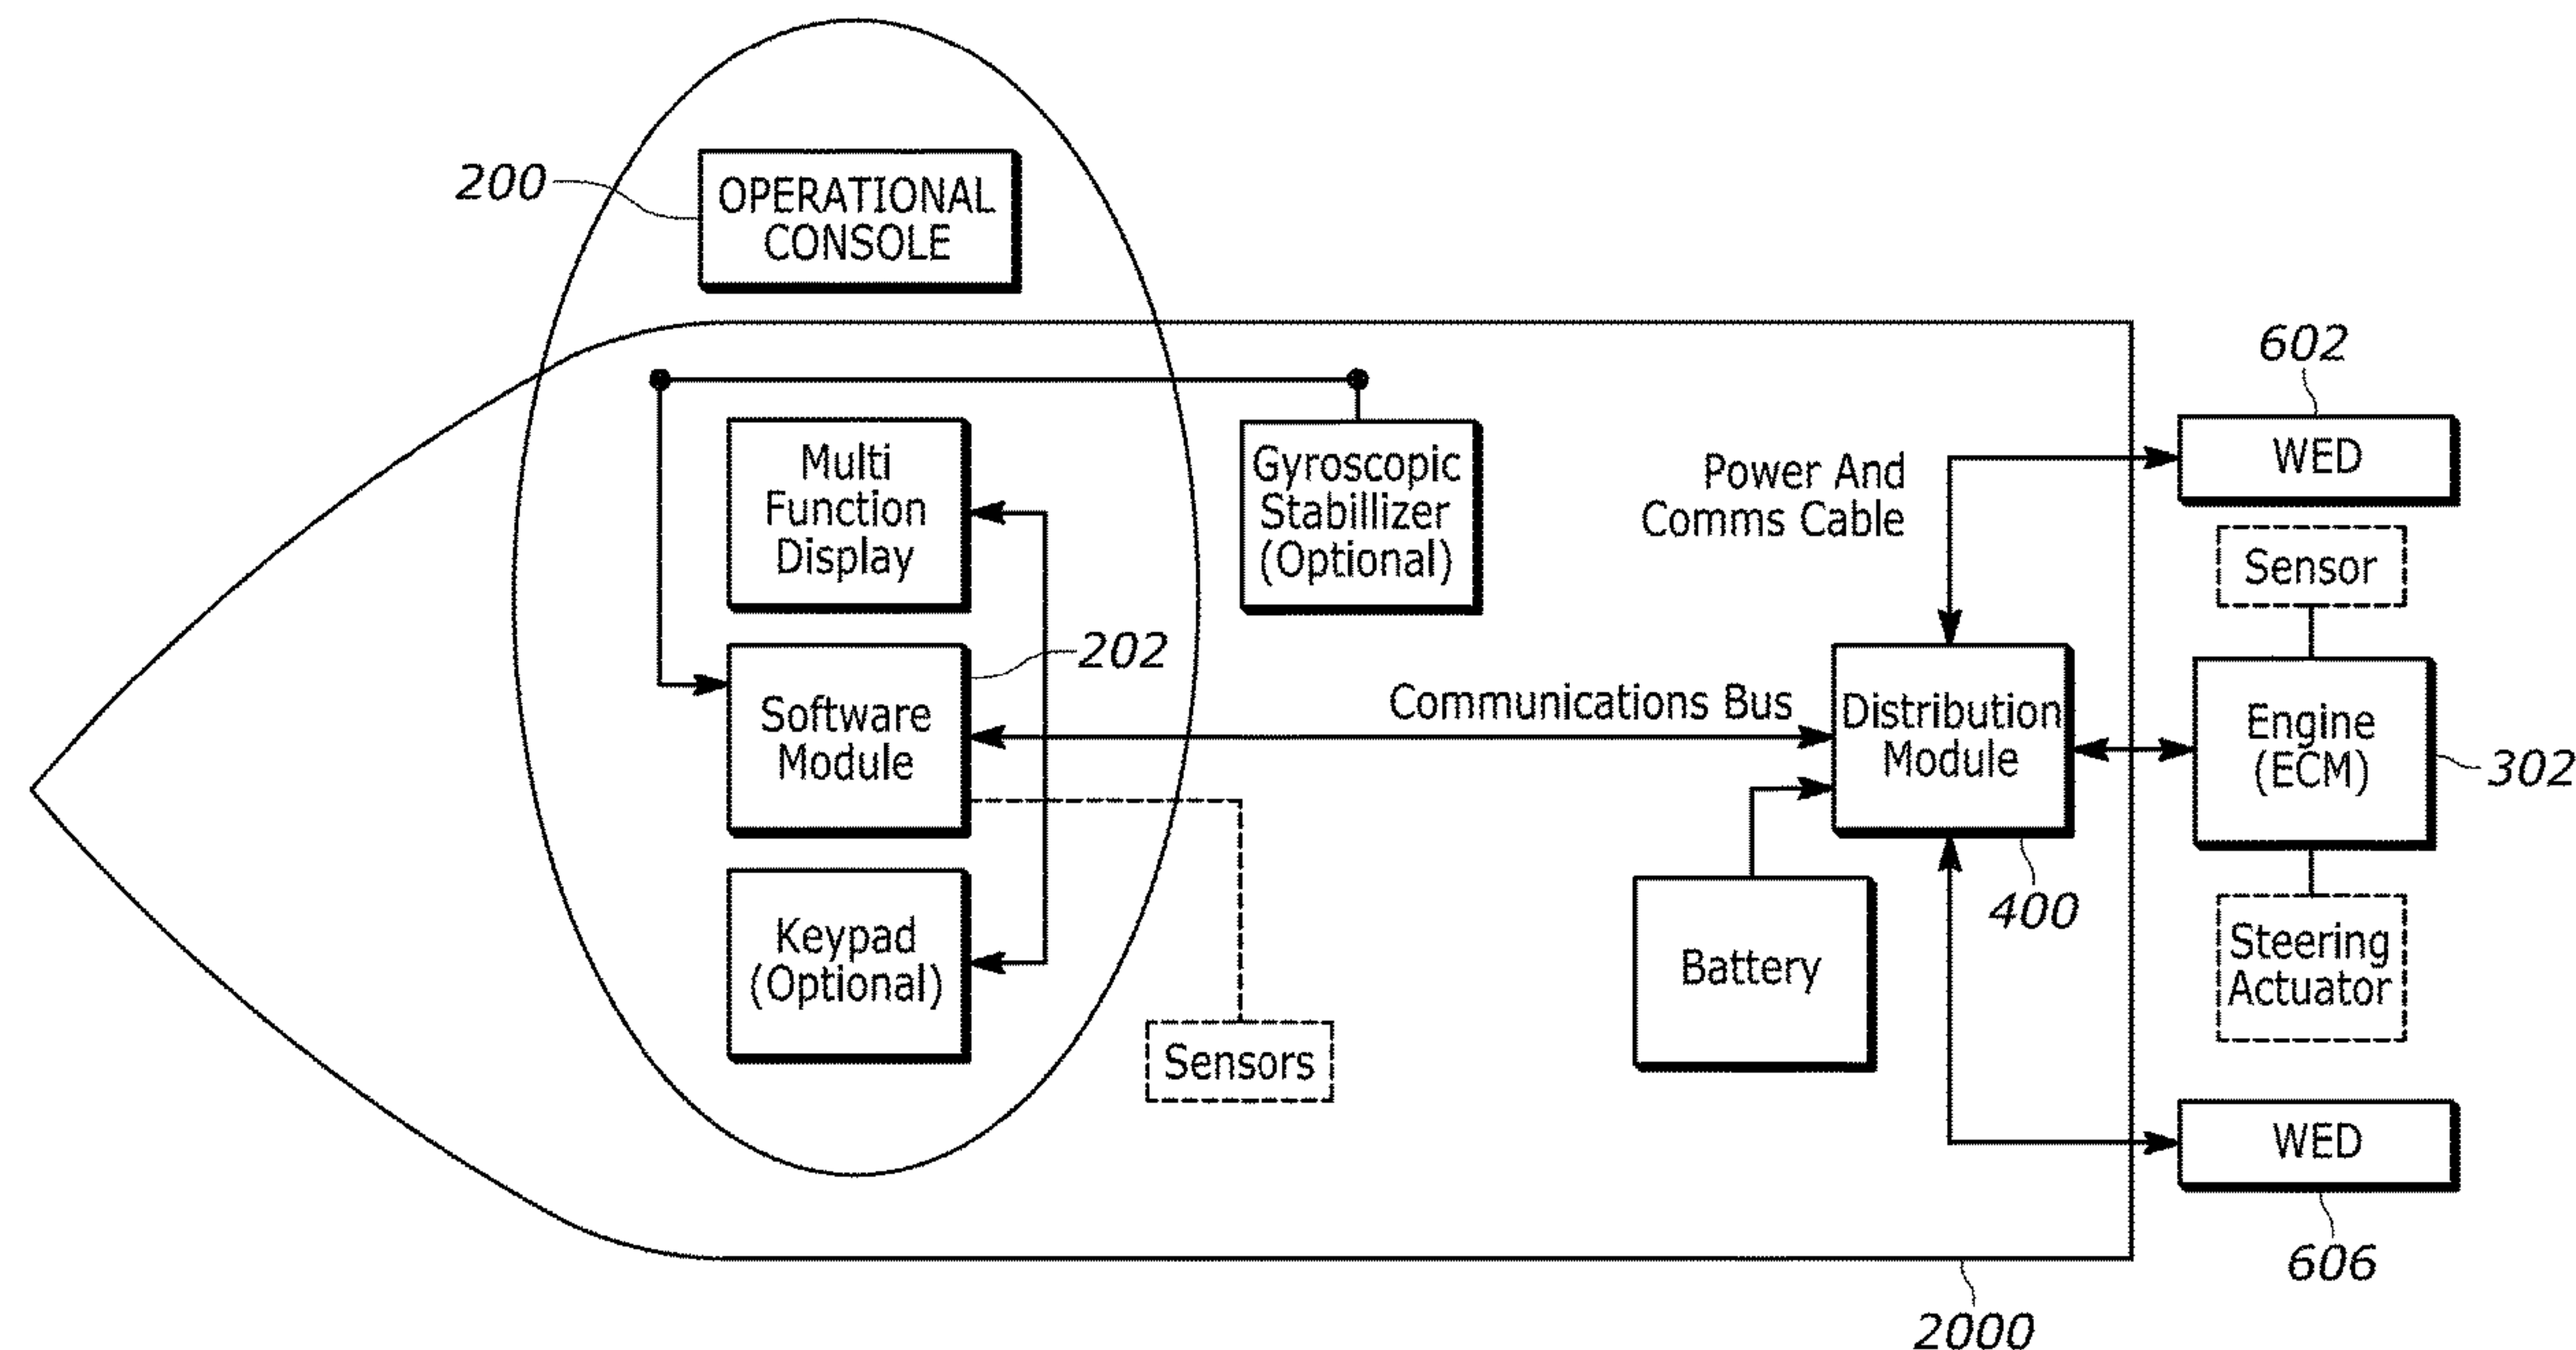 200
OPERATIONAL
CONSOLE
602
WED
Multi
Function
Display
Gyroscopic
Stabillizer
(Optional)
Power And
Comms Cable
Sensor
202
Software
Module
Communications Bus
Distribution
Module
Engine
(ECM)
302
400
Keypad
(Optional)
Battery
Steering
Actuator
Sensors
WED
606
2000